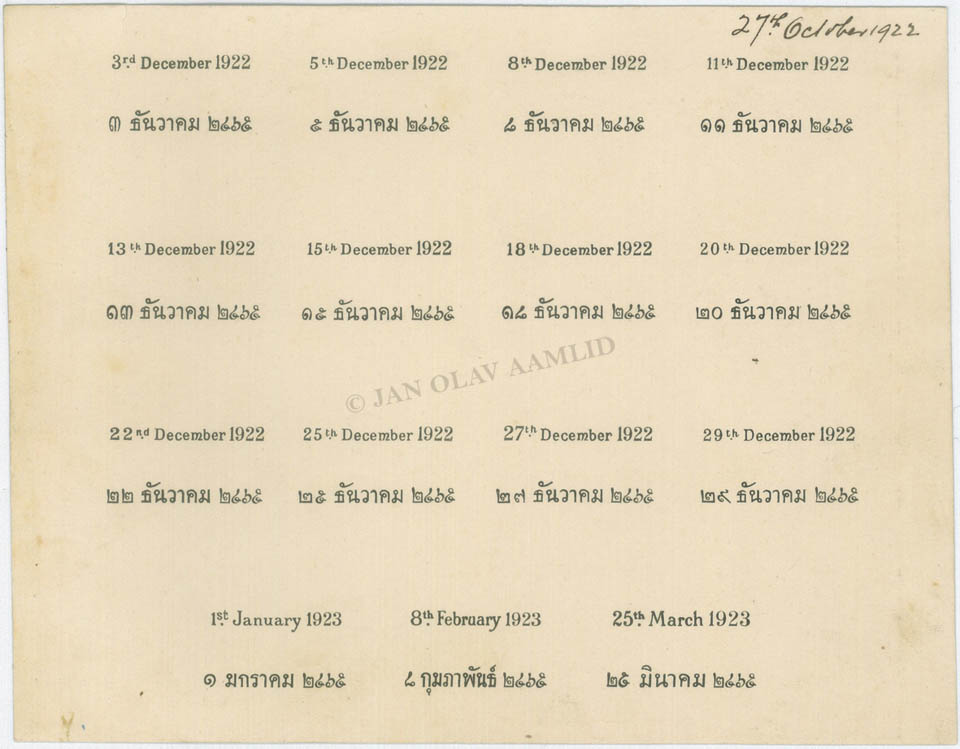 27th October 1922
3rd December 1922 5th December 1922 8th December 1922 11th December 1922
๓ ธันวาคม ๒๔๖๕ ๕ ธันวาคม ๒๔๖๕ ๘ ธันวาคม ๒๔๖๕ ๑๑ ธันวาคม ๒๔๖๕
13th December 1922 15th December 1922 18th December 1922 20th December 1922
๑๓ ธันวาคม ๒๔๖๕ ๑๕ ธันวาคม ๒๔๖๕ ๑๘ ธันวาคม ๒๔๖๕ ๒๐ ธันวาคม ๒๔๖๕
© JAN OLAV AAMLID
22nd December 1922 25th December 1922 27th December 1922 29th December 1922
๒๒ ธันวาคม ๒๔๖๕ ๒๕ ธันวาคม ๒๔๖๕ ๒๗ ธันวาคม ๒๔๖๕ ๒๙ ธันวาคม ๒๔๖๕
1st January 1923 8th February 1923 25th March 1923
๑ มกราคม ๒๔๖๕ ๘ กุมภาพันธ์ ๒๔๖๕ ๒๕ มีนาคม ๒๔๖๕